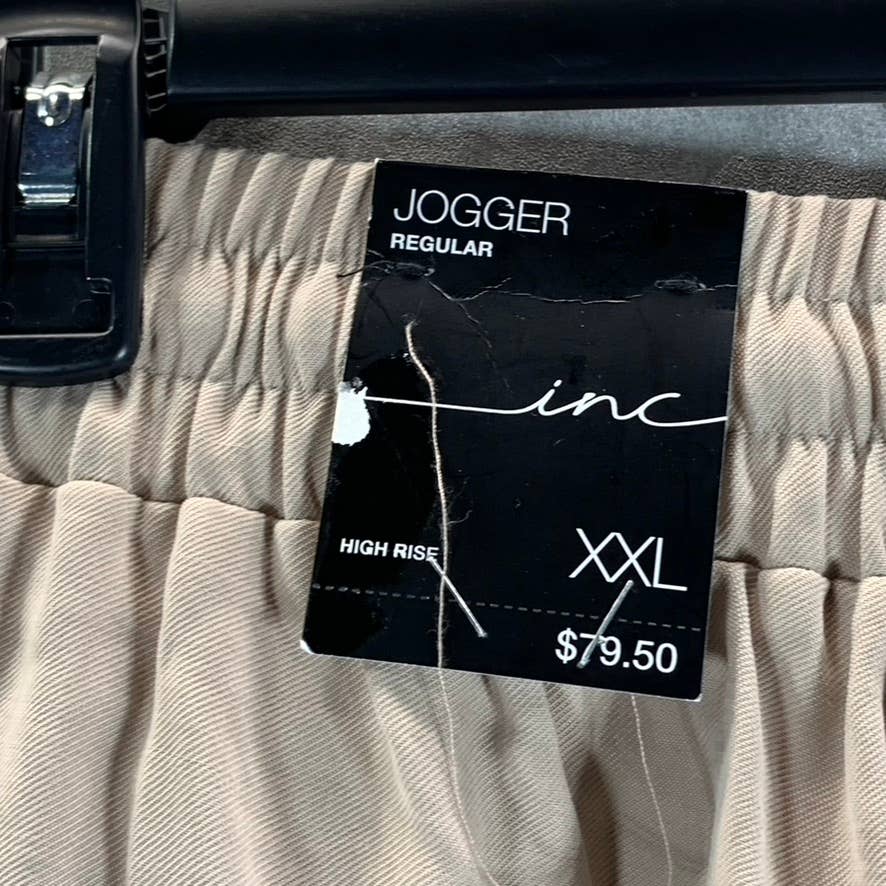 JOGGER
REGULAR
inc
HIGH RISE
XXL
$79.50